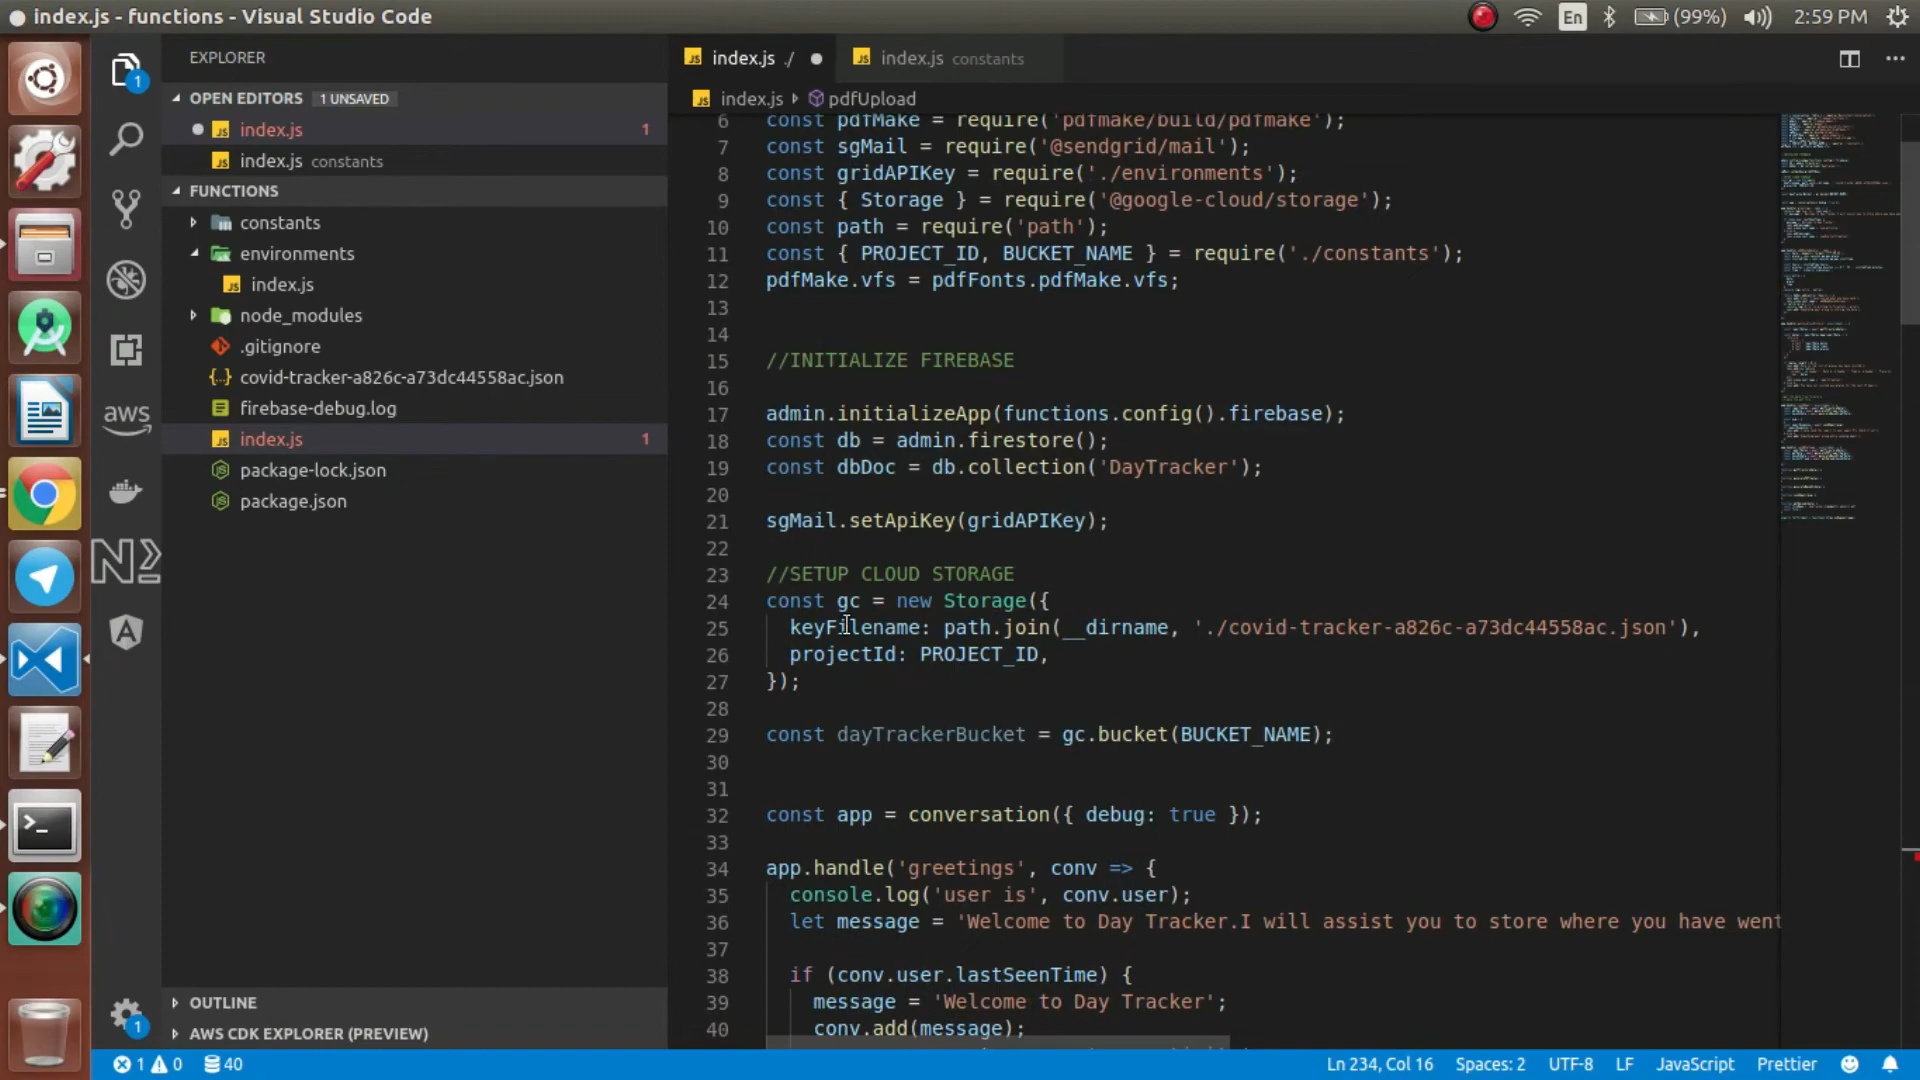 index.js - functions - Visual Studio Code
En
(99%)
2:59 PM
EXPLORER
OPEN EDITORS 1 UNSAVED
index.js 1
index.js constants
FUNCTIONS
constants
environments
index.js
node_modules
.gitignore
covid-tracker-a826c-a73dc44558ac.json
firebase-debug.log
index.js 1
package-lock.json
package.json
OUTLINE
AWS CDK EXPLORER (PREVIEW)
1
aws
1
index.js ./
index.js constants
index.js pdfUpload
6 const pdfMake = require('pdfmake/build/pdfmake');
7 const sgMail = require('@sendgrid/mail');
8 const gridAPIKey = require('./environments');
9 const { Storage } = require('@google-cloud/storage');
10 const path = require('path');
11 const { PROJECT_ID, BUCKET_NAME } = require('./constants');
12 pdfMake.vfs = pdfFonts.pdfMake.vfs;
13
14
15 //INITIALIZE FIREBASE
16
17 admin.initializeApp(functions.config().firebase);
18 const db = admin.firestore();
19 const dbDoc = db.collection('DayTracker');
20
21 sgMail.setApiKey(gridAPIKey);
22
23 //SETUP CLOUD STORAGE
24 const gc = new Storage({
25 keyFilename: path.join(__dirname, './covid-tracker-a826c-a73dc44558ac.json'),
26 projectId: PROJECT_ID,
27 });
28
29 const dayTrackerBucket = gc.bucket(BUCKET_NAME);
30
31
32 const app = conversation({ debug: true });
33
34 app.handle('greetings', conv => {
35 console.log('user is', conv.user);
36 let message = 'Welcome to Day Tracker.I will assist you to store where you have went
37
38 if (conv.user.lastSeenTime) {
39 message = 'Welcome to Day Tracker';
40 conv.add(message);
1 0 40
Ln 234, Col 16 Spaces: 2 UTF-8 LF JavaScript Prettier